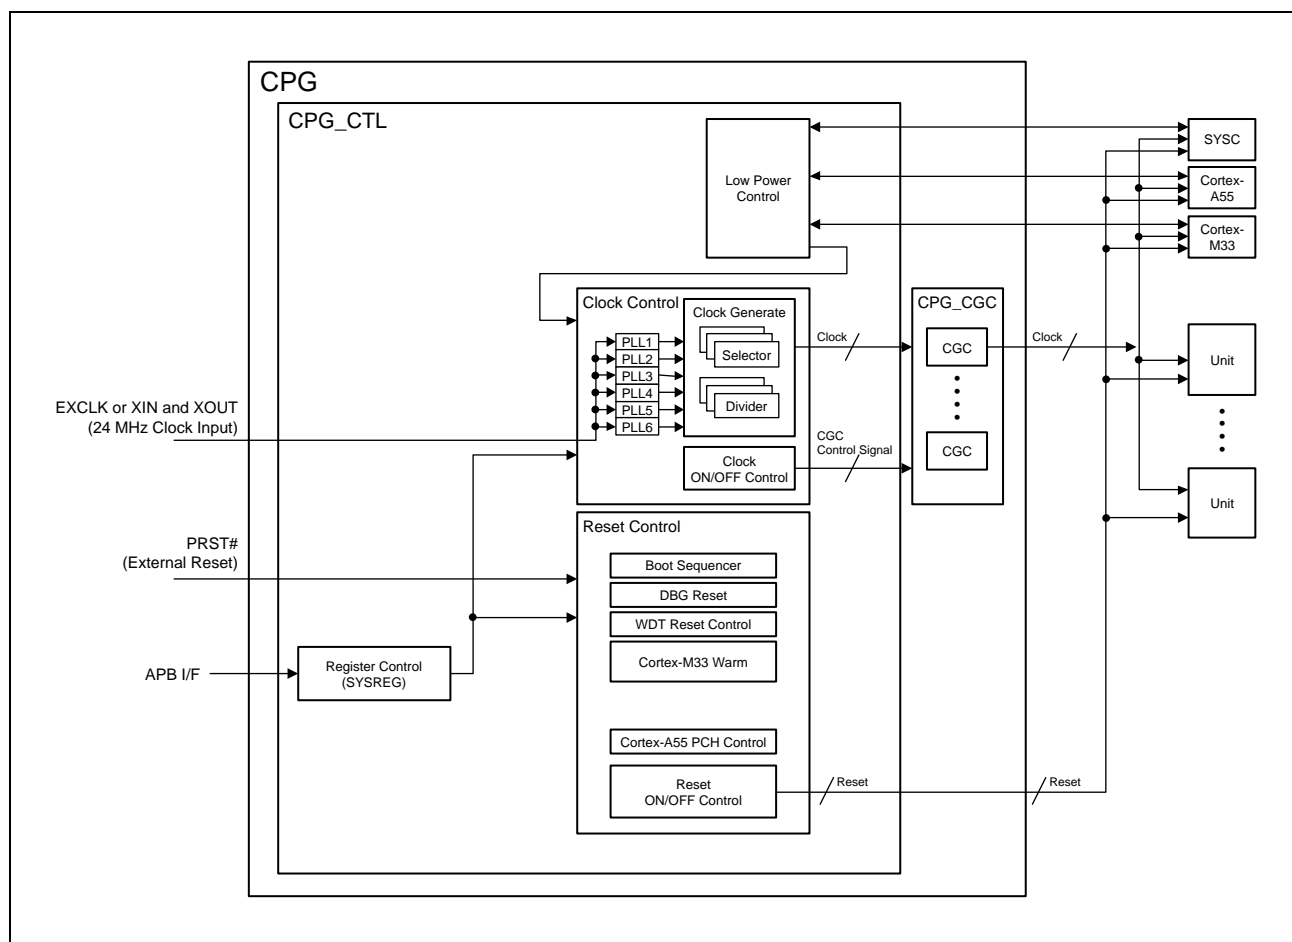 CPG
CPG_CTL
Low Power
Control
SYSC
Cortex-
A55
Cortex-
M33
Clock Control
PLL1
PLL2
PLL3
PLL4
PLL5
PLL6
Clock Generate
Selector
Divider
Clock
ON/OFF Control
Clock
CGC
Control Signal
CPG_CGC
CGC
CGC
Clock
Unit
Unit
EXCLK or XIN and XOUT
(24 MHz Clock Input)
PRST#
(External Reset)
APB I/F
Register Control
(SYSREG)
Reset Control
Boot Sequencer
DBG Reset
WDT Reset Control
Cortex-M33 Warm
Cortex-A55 PCH Control
Reset
ON/OFF Control
Reset
Reset